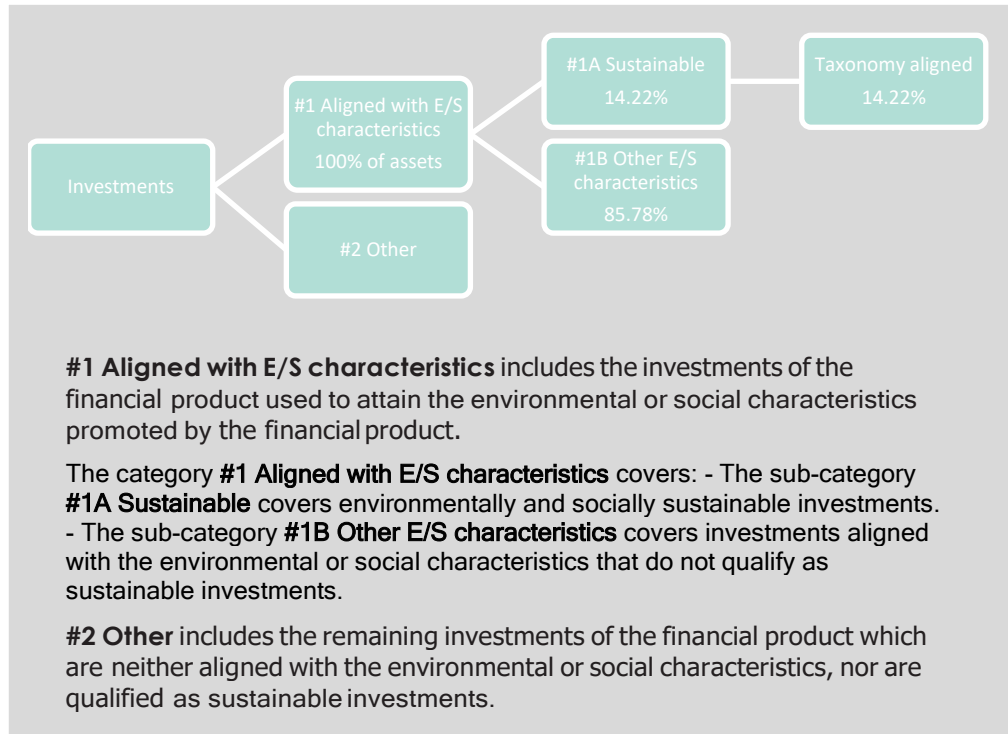 Investments
#1 Aligned with E/S
characteristics
100% of assets
#2 Other
#1A Sustainable
14.22%
#1B Other E/S
characteristics
85.78%
Taxonomy aligned
14.22%
#1 Aligned with E/S characteristics includes the investments of the
financial product used to attain the environmental or social characteristics
promoted by the financial product.
The category #1 Aligned with E/S characteristics covers: - The sub-category
#1A Sustainable covers environmentally and socially sustainable investments.
- The sub-category #1B Other E/S characteristics covers investments aligned
with the environmental or social characteristics that do not qualify as
sustainable investments.
#2 Other includes the remaining investments of the financial product which
are neither aligned with the environmental or social characteristics, nor are
qualified as sustainable investments.